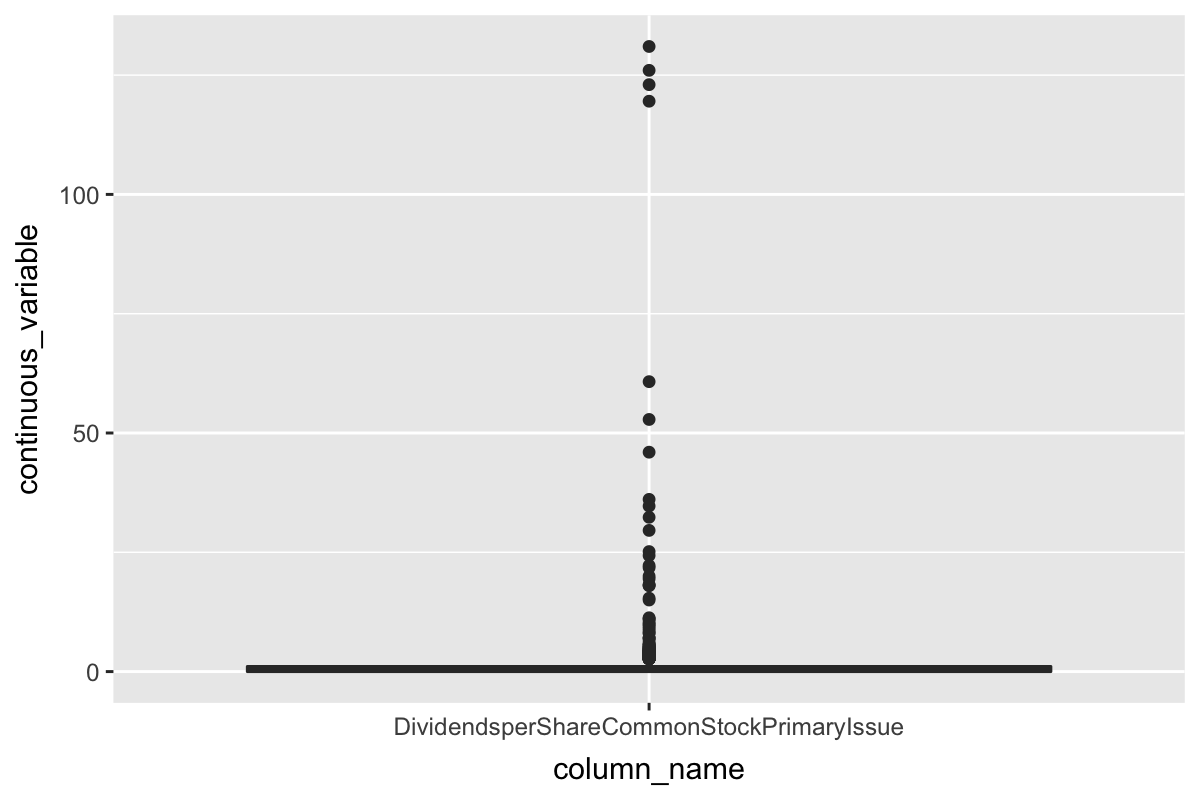 continuous_variable
100
50
0
DividendsperShareCommonStockPrimaryIssue
column_name